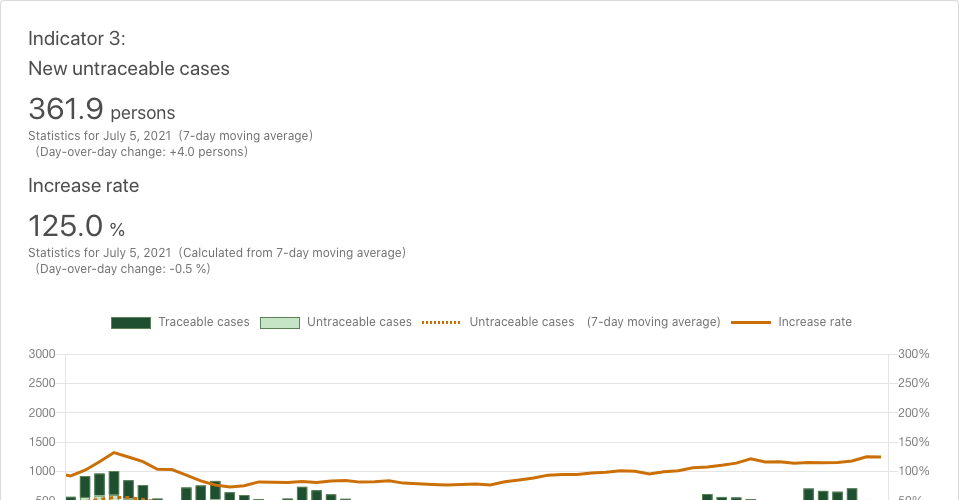 Indicator 3:
New untraceable cases
361.9 persons
Statistics for July 5, 2021 (7-day moving average)
(Day-over-day change: +4.0 persons)
Increase rate
125.0 %
Statistics for July 5, 2021 (Calculated from 7-day moving average)
(Day-over-day change: -0.5 %)
Traceable cases Untraceable cases Untraceable cases (7-day moving average) Increase rate
3000 300%
2500 250%
2000 200%
1500 150%
1000 100%
500 50%